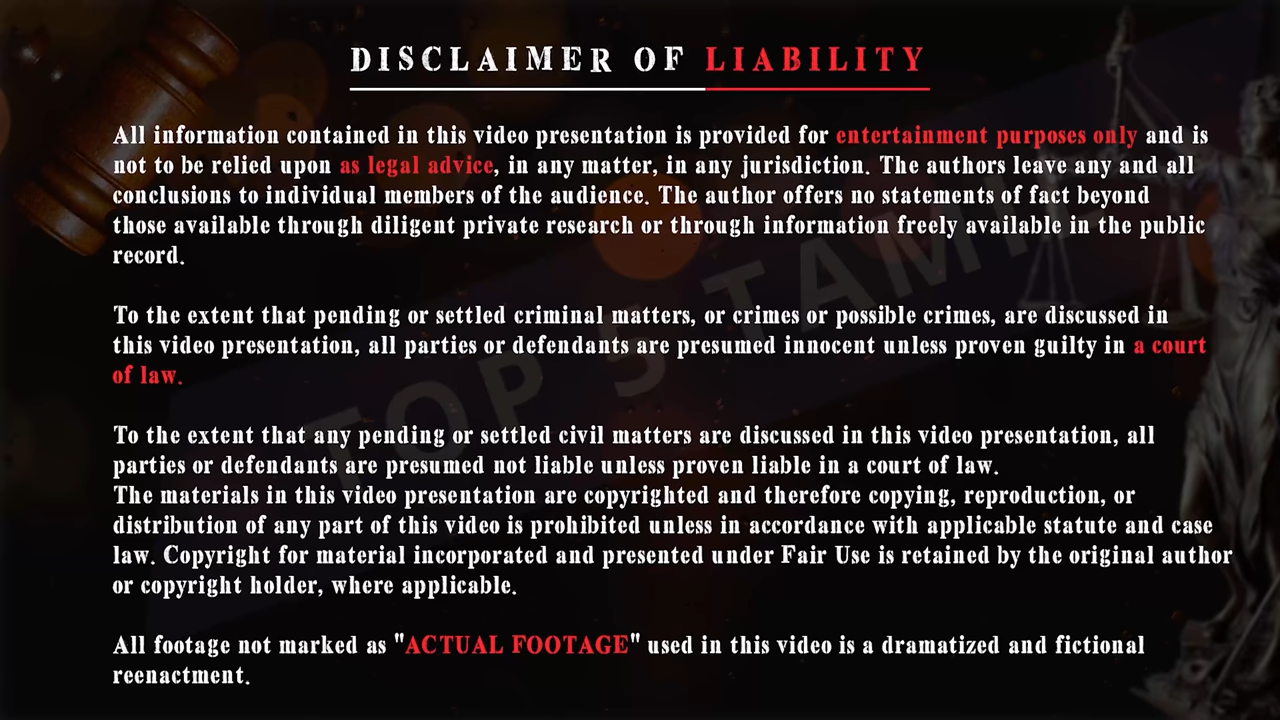 DISCLAIMER OF LIABILITY
All information contained in this video presentation is provided for entertainment purposes only and is
not to be relied upon as legal advice, in any matter, in any jurisdiction. The authors leave any and all
conclusions to individual members of the audience. The author offers no statements of fact beyond
those available through diligent private research or through information freely available in the public
record.
To the extent that pending or settled criminal matters, or crimes or possible crimes, are discussed in
this video presentation, all parties or defendants are presumed innocent unless proven guilty in a court
of law.
To the extent that any pending or settled civil matters are discussed in this video presentation, all
parties or defendants are presumed not liable unless proven liable in a court of law.
The materials in this video presentation are copyrighted and therefore copying, reproduction, or
distribution of any part of this video is prohibited unless in accordance with applicable statute and case
law. Copyright for material incorporated and presented under Fair Use is retained by the original author
or copyright holder, where applicable.
All footage not marked as "ACTUAL FOOTAGE" used in this video is a dramatized and fictional
reenactment.
TOP 5 TAMIL